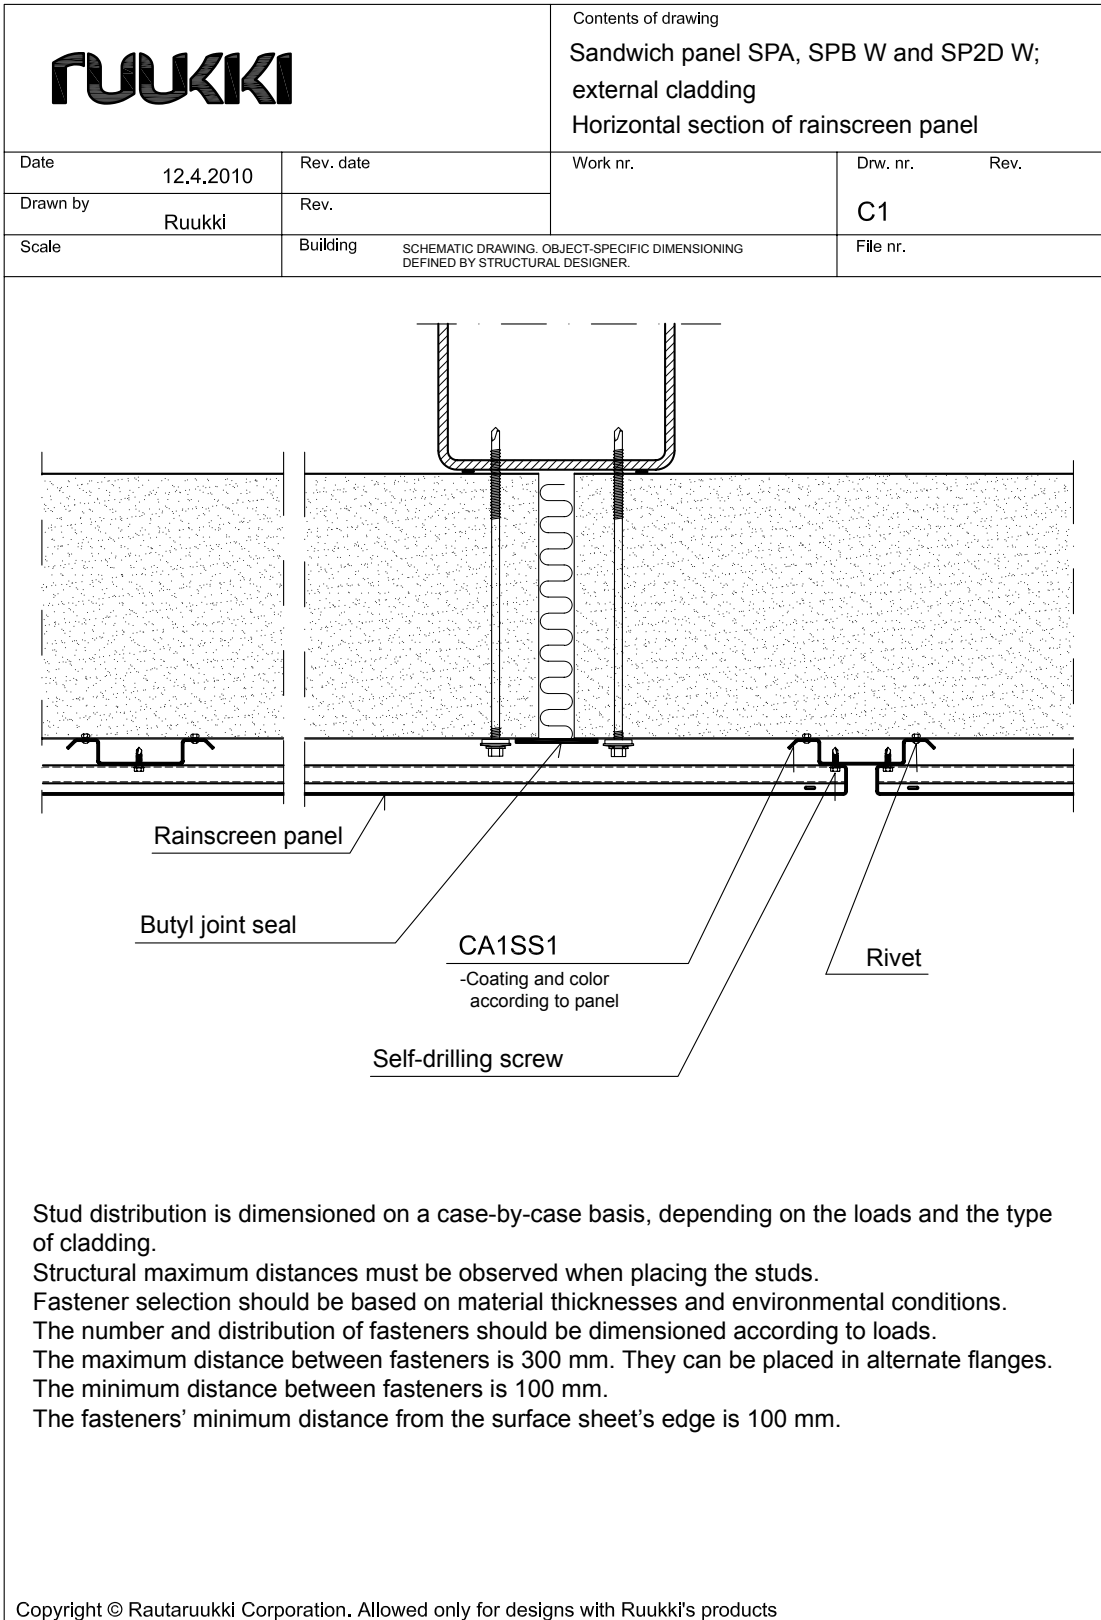 ruukki
Contents of drawing
Sandwich panel SPA, SPB W and SP2D W;
external cladding
Horizontal section of rainscreen panel
Date
12.4.2010
Rev. date
Work nr.
Drw. nr.
Rev.
Drawn by
Ruukki
Rev.
C1
Scale
Building
SCHEMATIC DRAWING. OBJECT-SPECIFIC DIMENSIONING
DEFINED BY STRUCTURAL DESIGNER.
File nr.
Rainscreen panel
Butyl joint seal
CA1SS1
-Coating and color
according to panel
Rivet
Self-drilling screw
Stud distribution is dimensioned on a case-by-case basis, depending on the loads and the type
of cladding.
Structural maximum distances must be observed when placing the studs.
Fastener selection should be based on material thicknesses and environmental conditions.
The number and distribution of fasteners should be dimensioned according to loads.
The maximum distance between fasteners is 300 mm. They can be placed in alternate flanges.
The minimum distance between fasteners is 100 mm.
The fasteners’ minimum distance from the surface sheet’s edge is 100 mm.
Copyright © Rautaruukki Corporation. Allowed only for designs with Ruukki's products